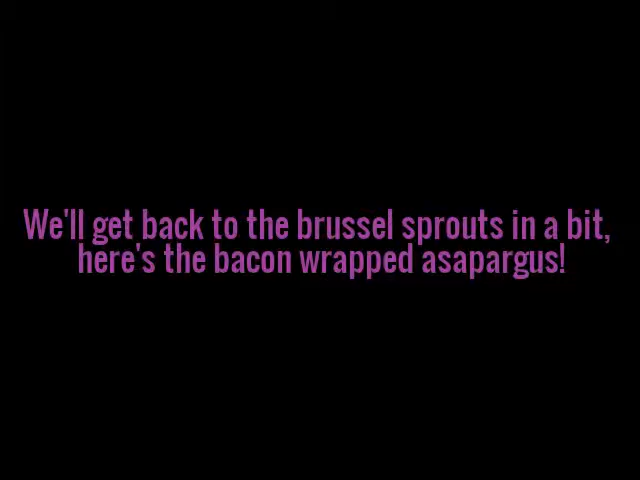 We'll get back to the brussel sprouts in a bit,
here's the bacon wrapped asapargus!